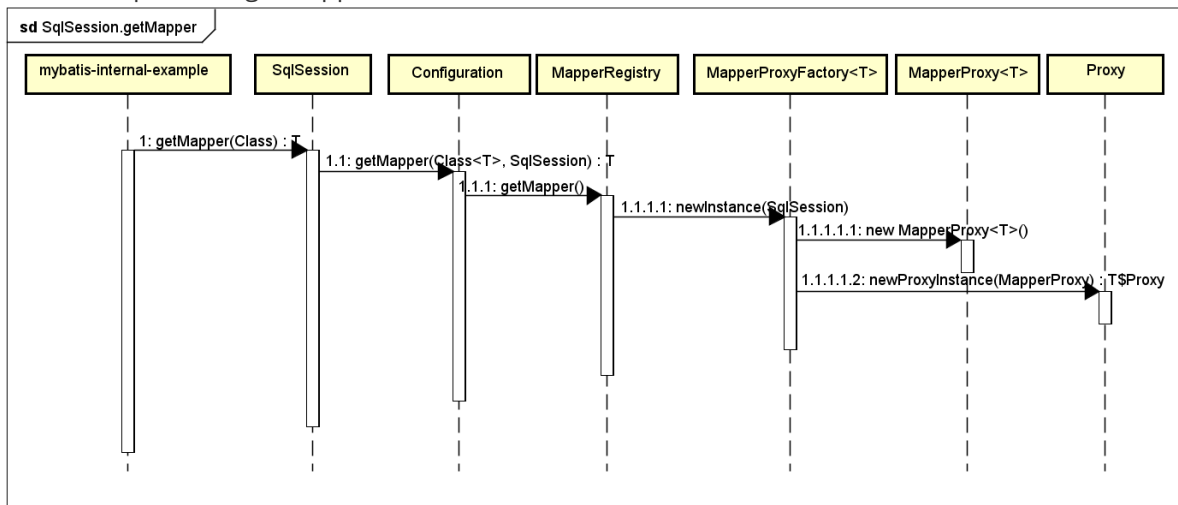 sd SqlSession.getMapper
mybatis-internal-example
SqlSession
Configuration
MapperRegistry
MapperProxyFactory<T>
MapperProxy<T>
Proxy
1: getMapper(Class) : T
1.1: getMapper(Class<T>, SqlSession) : T
1.1.1: getMapper()
1.1.1.1: newInstance(SqlSession)
1.1.1.1.1: new MapperProxy<T>()
1.1.1.1.2: newProxyInstance(MapperProxy) : T$Proxy